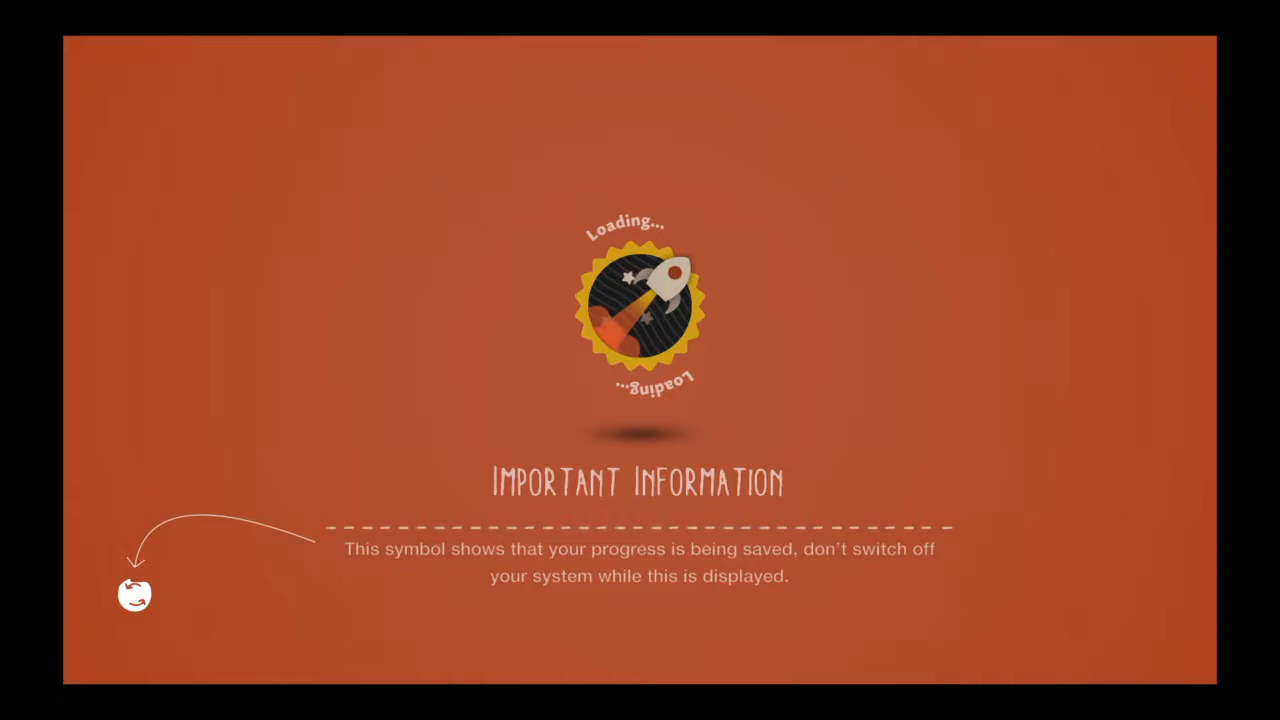 Loading...
Loading...
Important Information
This symbol shows that your progress is being saved, don't switch off
your system while this is displayed.